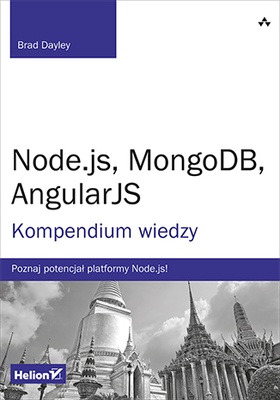 Brad Dayley
Node.js, MongoDB,
AngularJS
Kompendium wiedzy
Poznaj potencjał platformy Node.js!
Helion